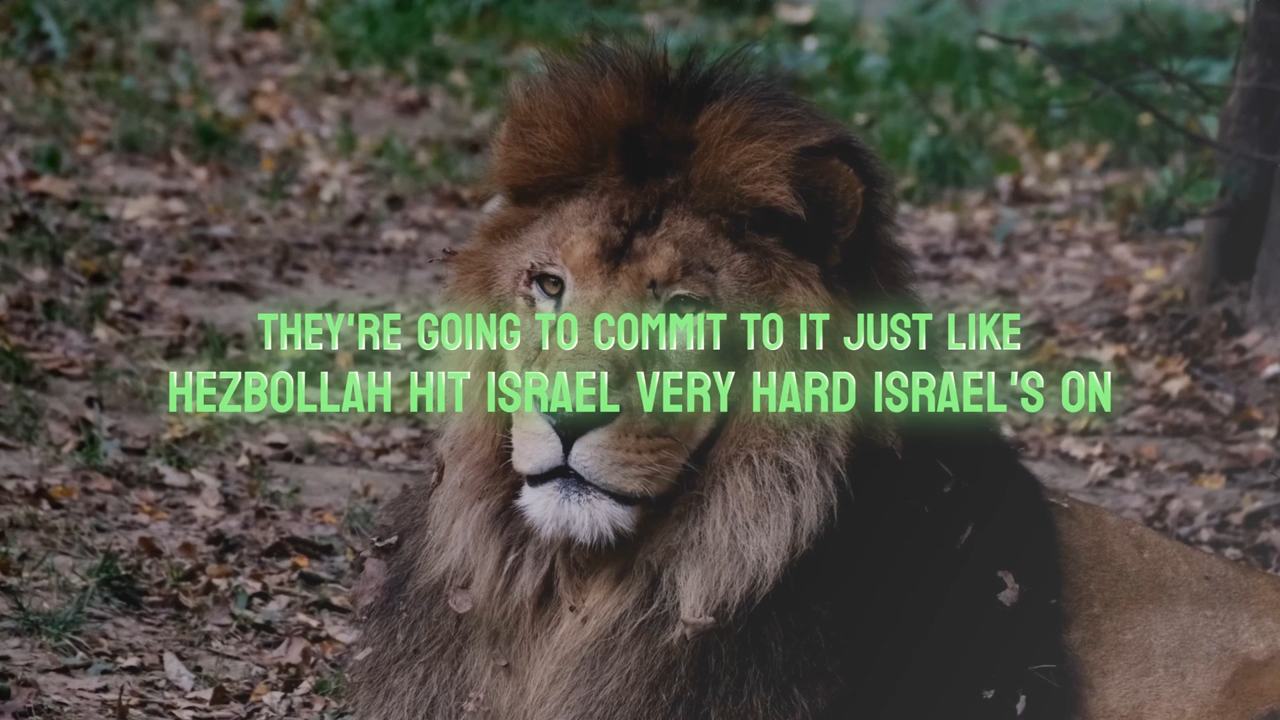 THEY'RE GOING TO COMMIT TO IT JUST LIKE
HEZBOLLAH HIT ISRAEL VERY HARD ISRAEL'S ON